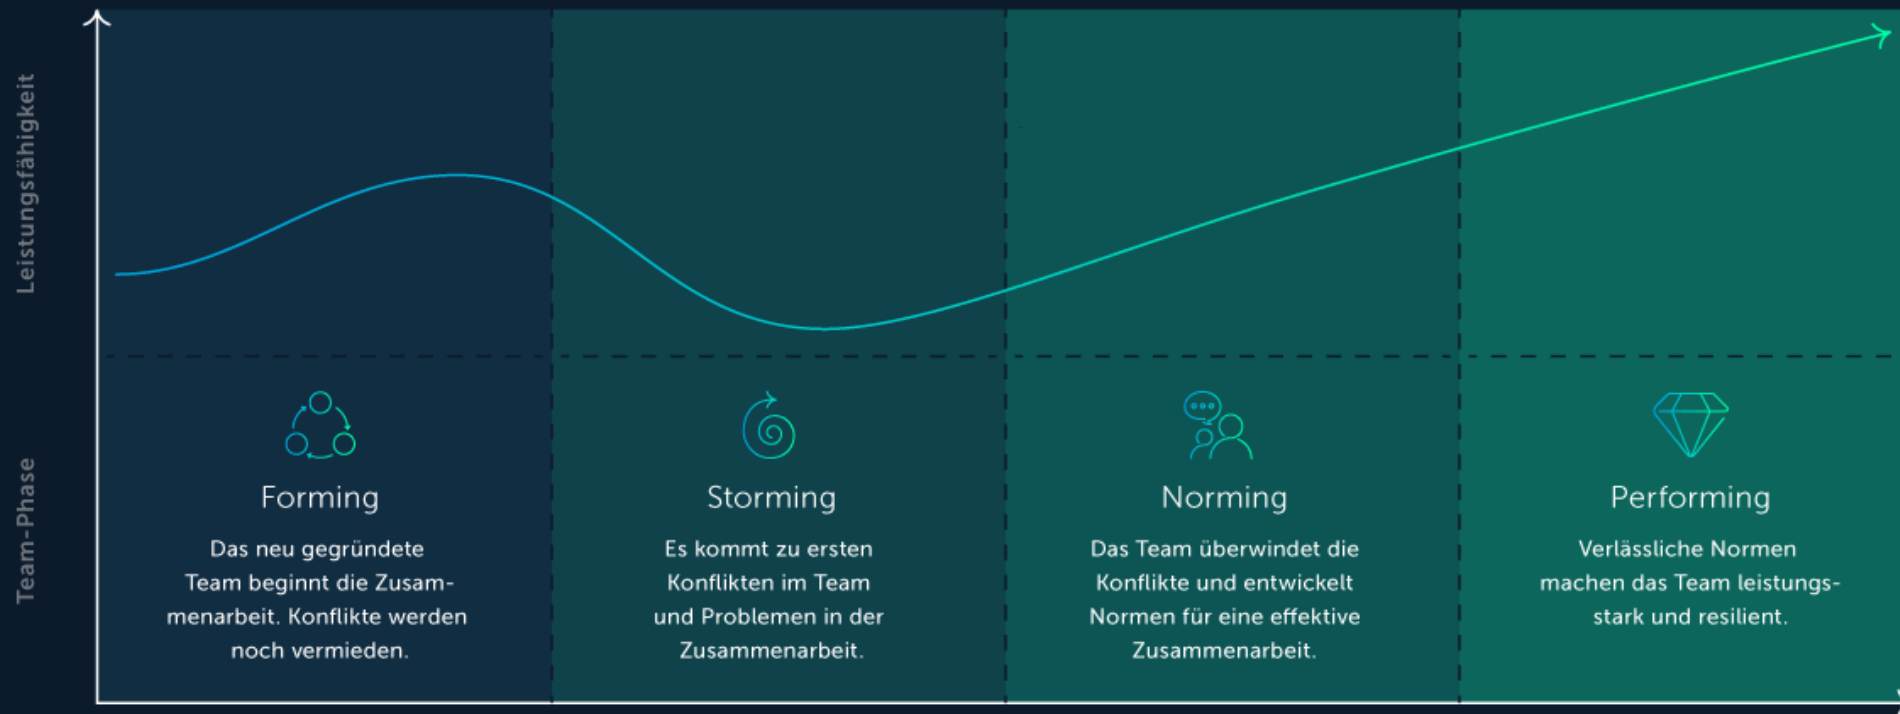 Leistungsfähigkeit
Team-Phase
Forming
Das neu gegründete
Team beginnt die Zusam-
menarbeit. Konflikte werden
noch vermieden.
Storming
Es kommt zu ersten
Konflikten im Team
und Problemen in der
Zusammenarbeit.
Norming
Das Team überwindet die
Konflikte und entwickelt
Normen für eine effektive
Zusammenarbeit.
Performing
Verlässliche Normen
machen das Team leistungs-
stark und resilient.